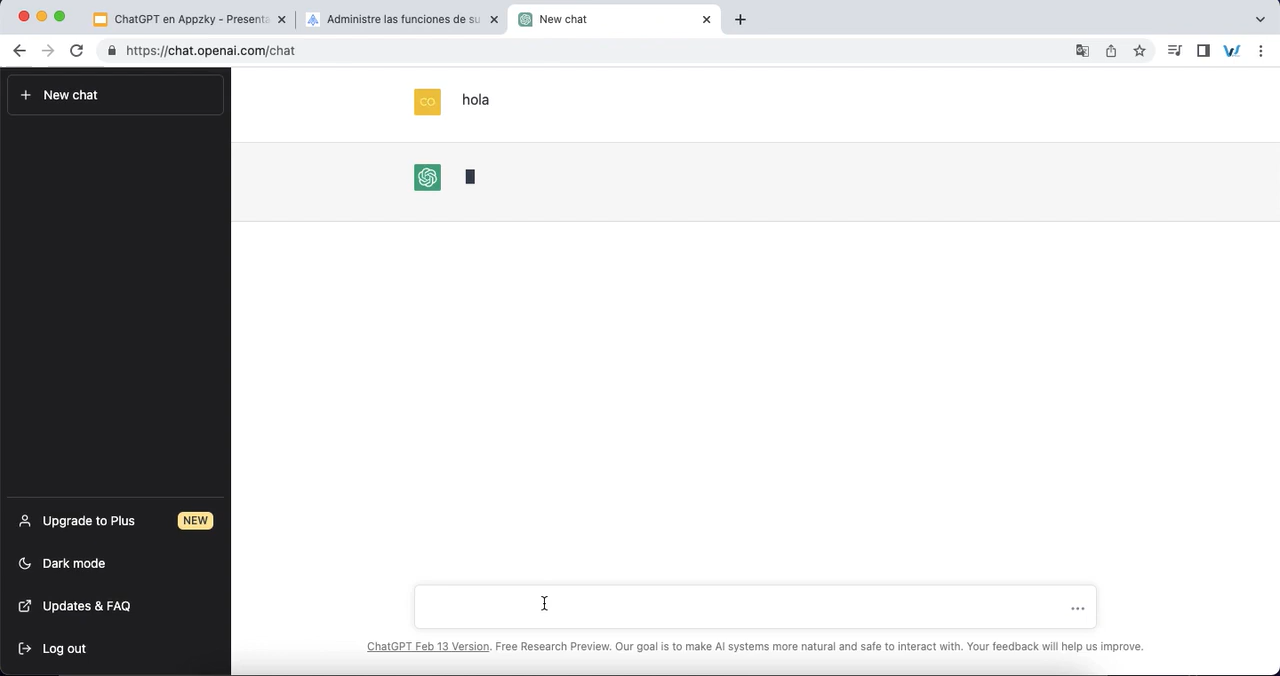 ChatGPT en Appzky - Presenta
Administre las funciones de su
New chat
https://chat.openai.com/chat
New chat
CO
hola
Upgrade to Plus NEW
Dark mode
Updates & FAQ
Log out
ChatGPT Feb 13 Version. Free Research Preview. Our goal is to make AI systems more natural and safe to interact with. Your feedback will help us improve.